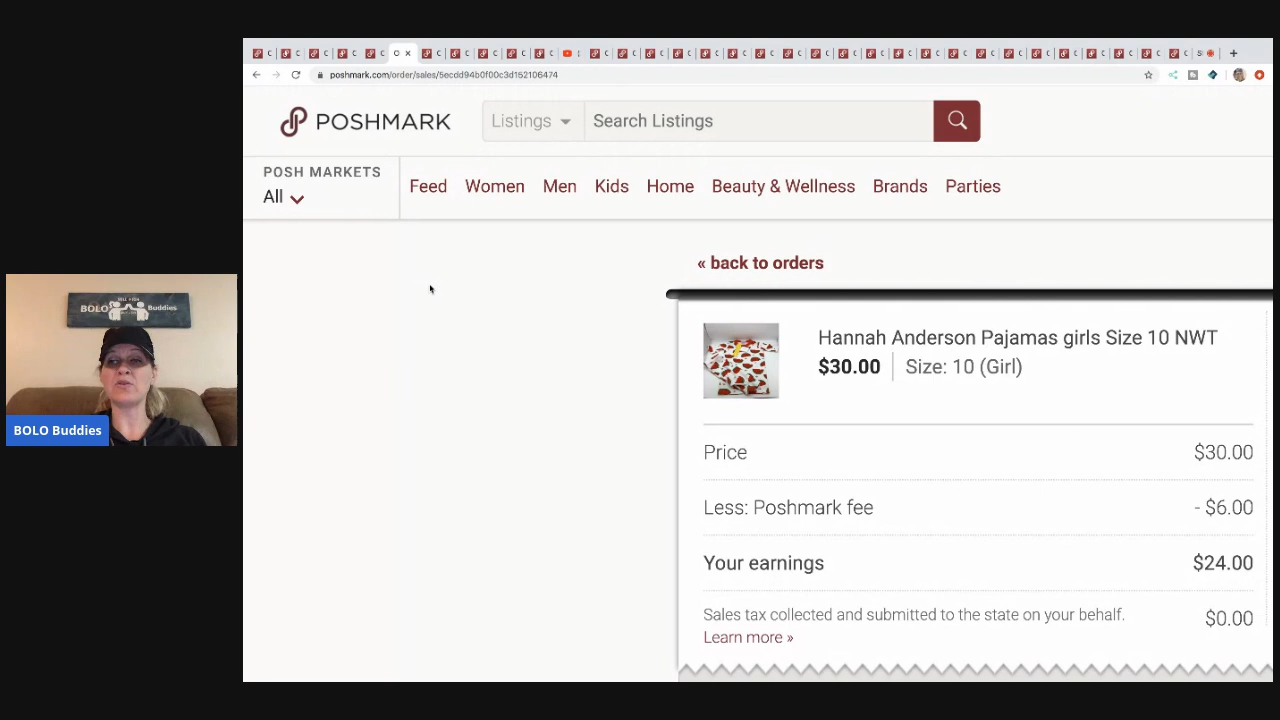 poshmark.com/order/sales/5ecdd94b0f00c3d152106474
POSHMARK
Listings
Search Listings
POSH MARKETS
All
Feed Women Men Kids Home Beauty & Wellness Brands Parties
« back to orders
Hannah Anderson Pajamas girls Size 10 NWT
$30.00 Size: 10 (Girl)
Price $30.00
Less: Poshmark fee - $6.00
Your earnings $24.00
Sales tax collected and submitted to the state on your behalf. $0.00
Learn more »
BOLO Buddies
BOLO Buddies